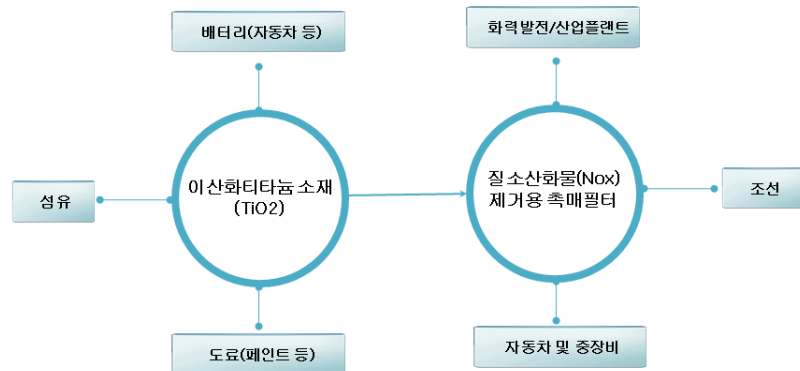 배터리(자동차 등)
화력발전/산업플랜트
섬유
이산화티타늄 소재
(TiO2)
질소산화물(Nox)
제거용 촉매필터
조선
도료(페인트 등)
자동차 및 중장비